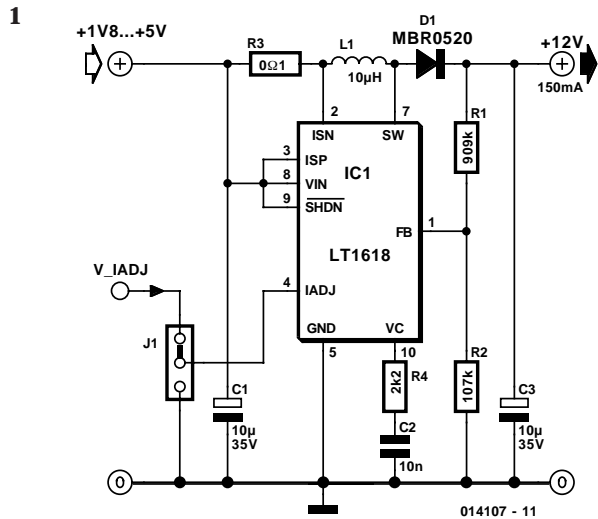 1
+1V8...+5V
R3
0Ω1
L1
10µH
D1
MBR0520
+12V
150mA
2
7
ISN
SW
3
ISP
IC1
8
VIN
9
SHDN
R1
909k
FB
1
LT1618
V_IADJ
4
IADJ
J1
GND
VC
5
10
R4
2k2
R2
107k
C1
10µ
35V
C2
10n
C3
10µ
35V
0
0
014107 - 11